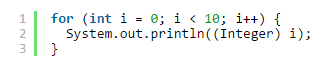 1 for (int i = 0; i < 10; i++) {
2   System.out.println((Integer) i);
3 }